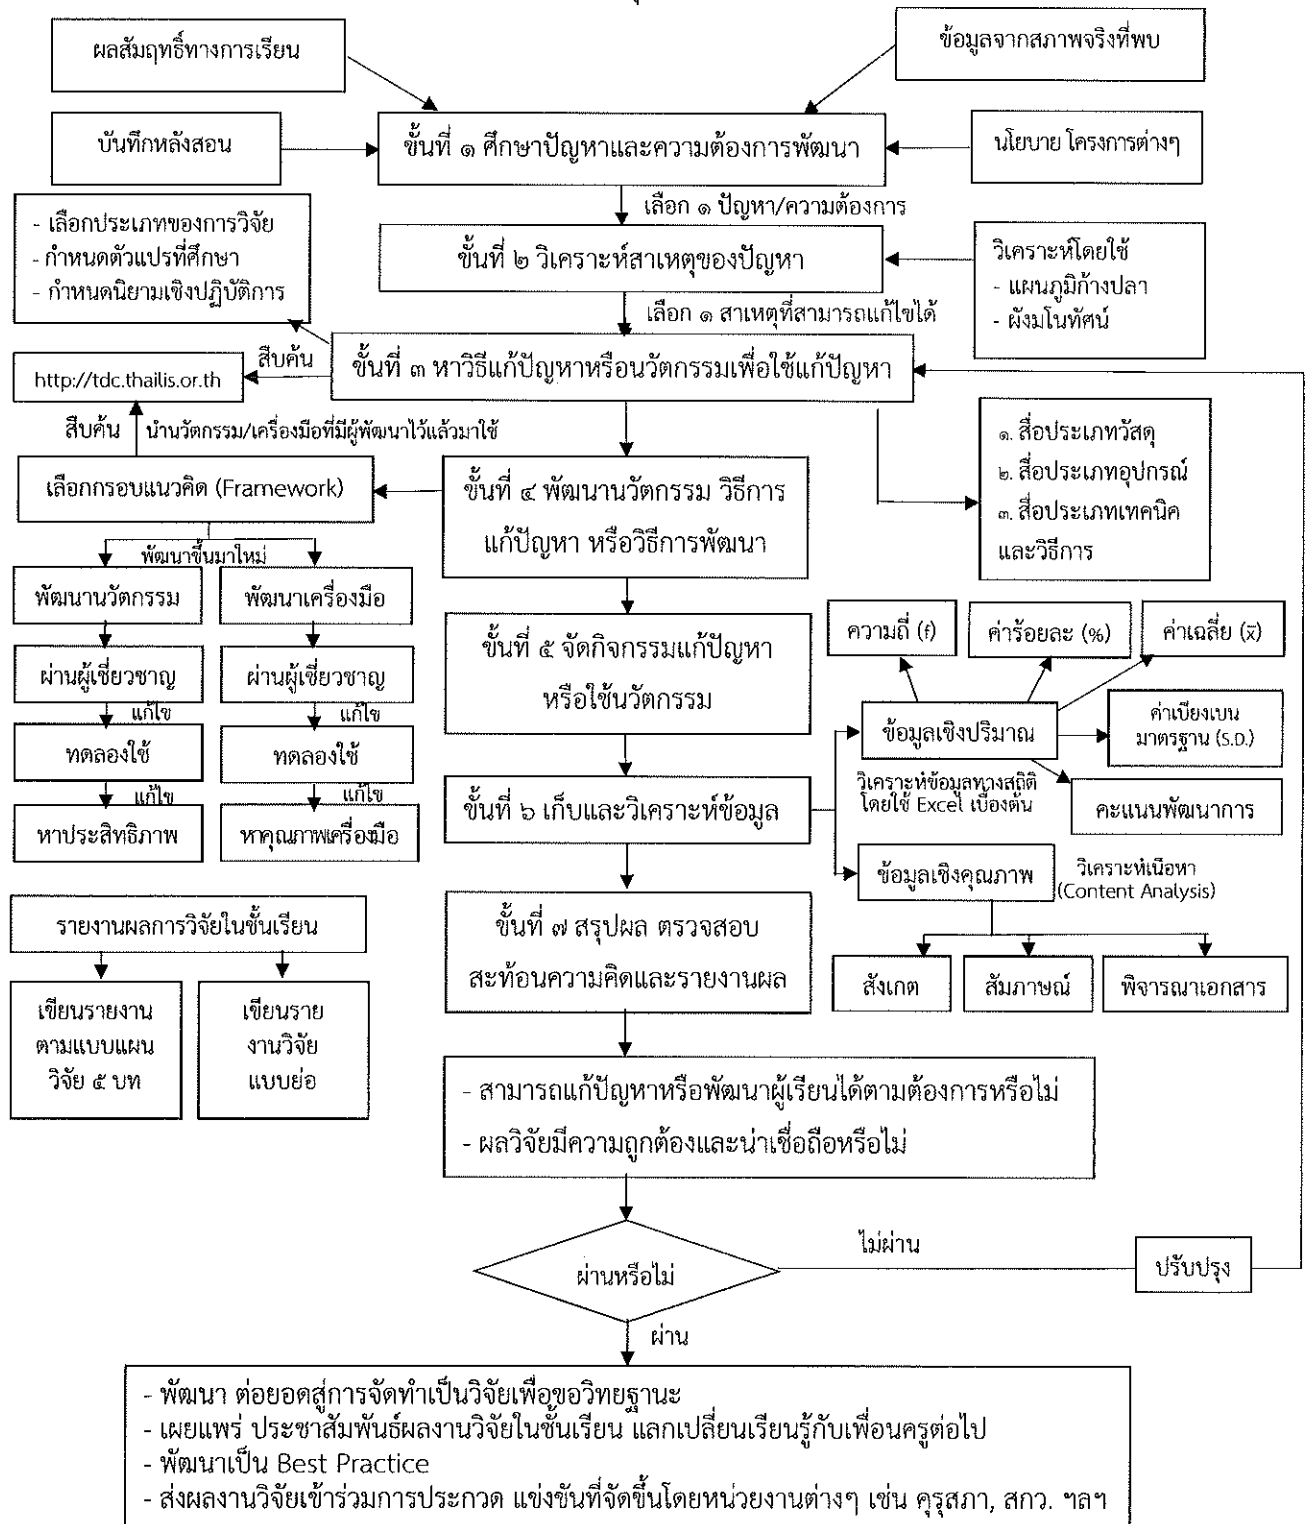 ผลสัมฤทธิ์ทางการเรียน
ข้อมูลจากสภาพจริงที่พบ
บันทึกหลังสอน
ขั้นที่ ๑ ศึกษาปัญหาและความต้องการพัฒนา
นโยบาย โครงการต่างๆ
เลือก ๑ ปัญหา/ความต้องการ
- เลือกประเภทของการวิจัย
- กำหนดตัวแปรที่ศึกษา
- กำหนดนิยามเชิงปฏิบัติการ
ขั้นที่ ๒ วิเคราะห์สาเหตุของปัญหา
วิเคราะห์โดยใช้
- แผนภูมิก้างปลา
- ผังมโนทัศน์
เลือก ๑ สาเหตุที่สามารถแก้ไขได้
สืบค้น
ขั้นที่ ๓ หาวิธีแก้ปัญหาหรือนวัตกรรมเพื่อใช้แก้ปัญหา
http://tdc.thailis.or.th
สืบค้น
นำนวัตกรรม/เครื่องมือที่มีผู้พัฒนาไว้แล้วมาใช้
๑. สื่อประเภทวัสดุ
๒. สื่อประเภทอุปกรณ์
๓. สื่อประเภทเทคนิค
และวิธีการ
เลือกกรอบแนวคิด (Framework)
ขั้นที่ ๔ พัฒนานวัตกรรม วิธีการ
แก้ปัญหา หรือวิธีการพัฒนา
พัฒนาขึ้นมาใหม่
พัฒนานวัตกรรม
พัฒนาเครื่องมือ
ผ่านผู้เชี่ยวชาญ
ผ่านผู้เชี่ยวชาญ
แก้ไข
แก้ไข
ทดลองใช้
ทดลองใช้
แก้ไข
แก้ไข
หาประสิทธิภาพ
หาคุณภาพเครื่องมือ
ขั้นที่ ๕ จัดกิจกรรมแก้ปัญหา
หรือใช้นวัตกรรม
ความถี่ (f)
ค่าร้อยละ (%)
ค่าเฉลี่ย (x̄)
ข้อมูลเชิงปริมาณ
ค่าเบี่ยงเบน
มาตรฐาน (S.D.)
วิเคราะห์ข้อมูลทางสถิติ
โดยใช้ Excel เบื้องต้น
คะแนนพัฒนาการ
ขั้นที่ ๖ เก็บและวิเคราะห์ข้อมูล
ข้อมูลเชิงคุณภาพ
วิเคราะห์เนื้อหา
(Content Analysis)
สังเกต
สัมภาษณ์
พิจารณาเอกสาร
รายงานผลการวิจัยในชั้นเรียน
เขียนรายงาน
ตามแบบแผน
วิจัย ๕ บท
เขียนราย
งานวิจัย
แบบย่อ
ขั้นที่ ๗ สรุปผล ตรวจสอบ
สะท้อนความคิดและรายงานผล
- สามารถแก้ปัญหาหรือพัฒนาผู้เรียนได้ตามต้องการหรือไม่
- ผลวิจัยมีความถูกต้องและน่าเชื่อถือหรือไม่
ผ่านหรือไม่
ไม่ผ่าน
ปรับปรุง
ผ่าน
- พัฒนา ต่อยอดสู่การจัดทำเป็นวิจัยเพื่อขอวิทยฐานะ
- เผยแพร่ ประชาสัมพันธ์ผลงานวิจัยในชั้นเรียน แลกเปลี่ยนเรียนรู้กับเพื่อนครูต่อไป
- พัฒนาเป็น Best Practice
- ส่งผลงานวิจัยเข้าร่วมการประกวด แข่งขันที่จัดขึ้นโดยหน่วยงานต่างๆ เช่น คุรุสภา, สกว. ฯลฯ